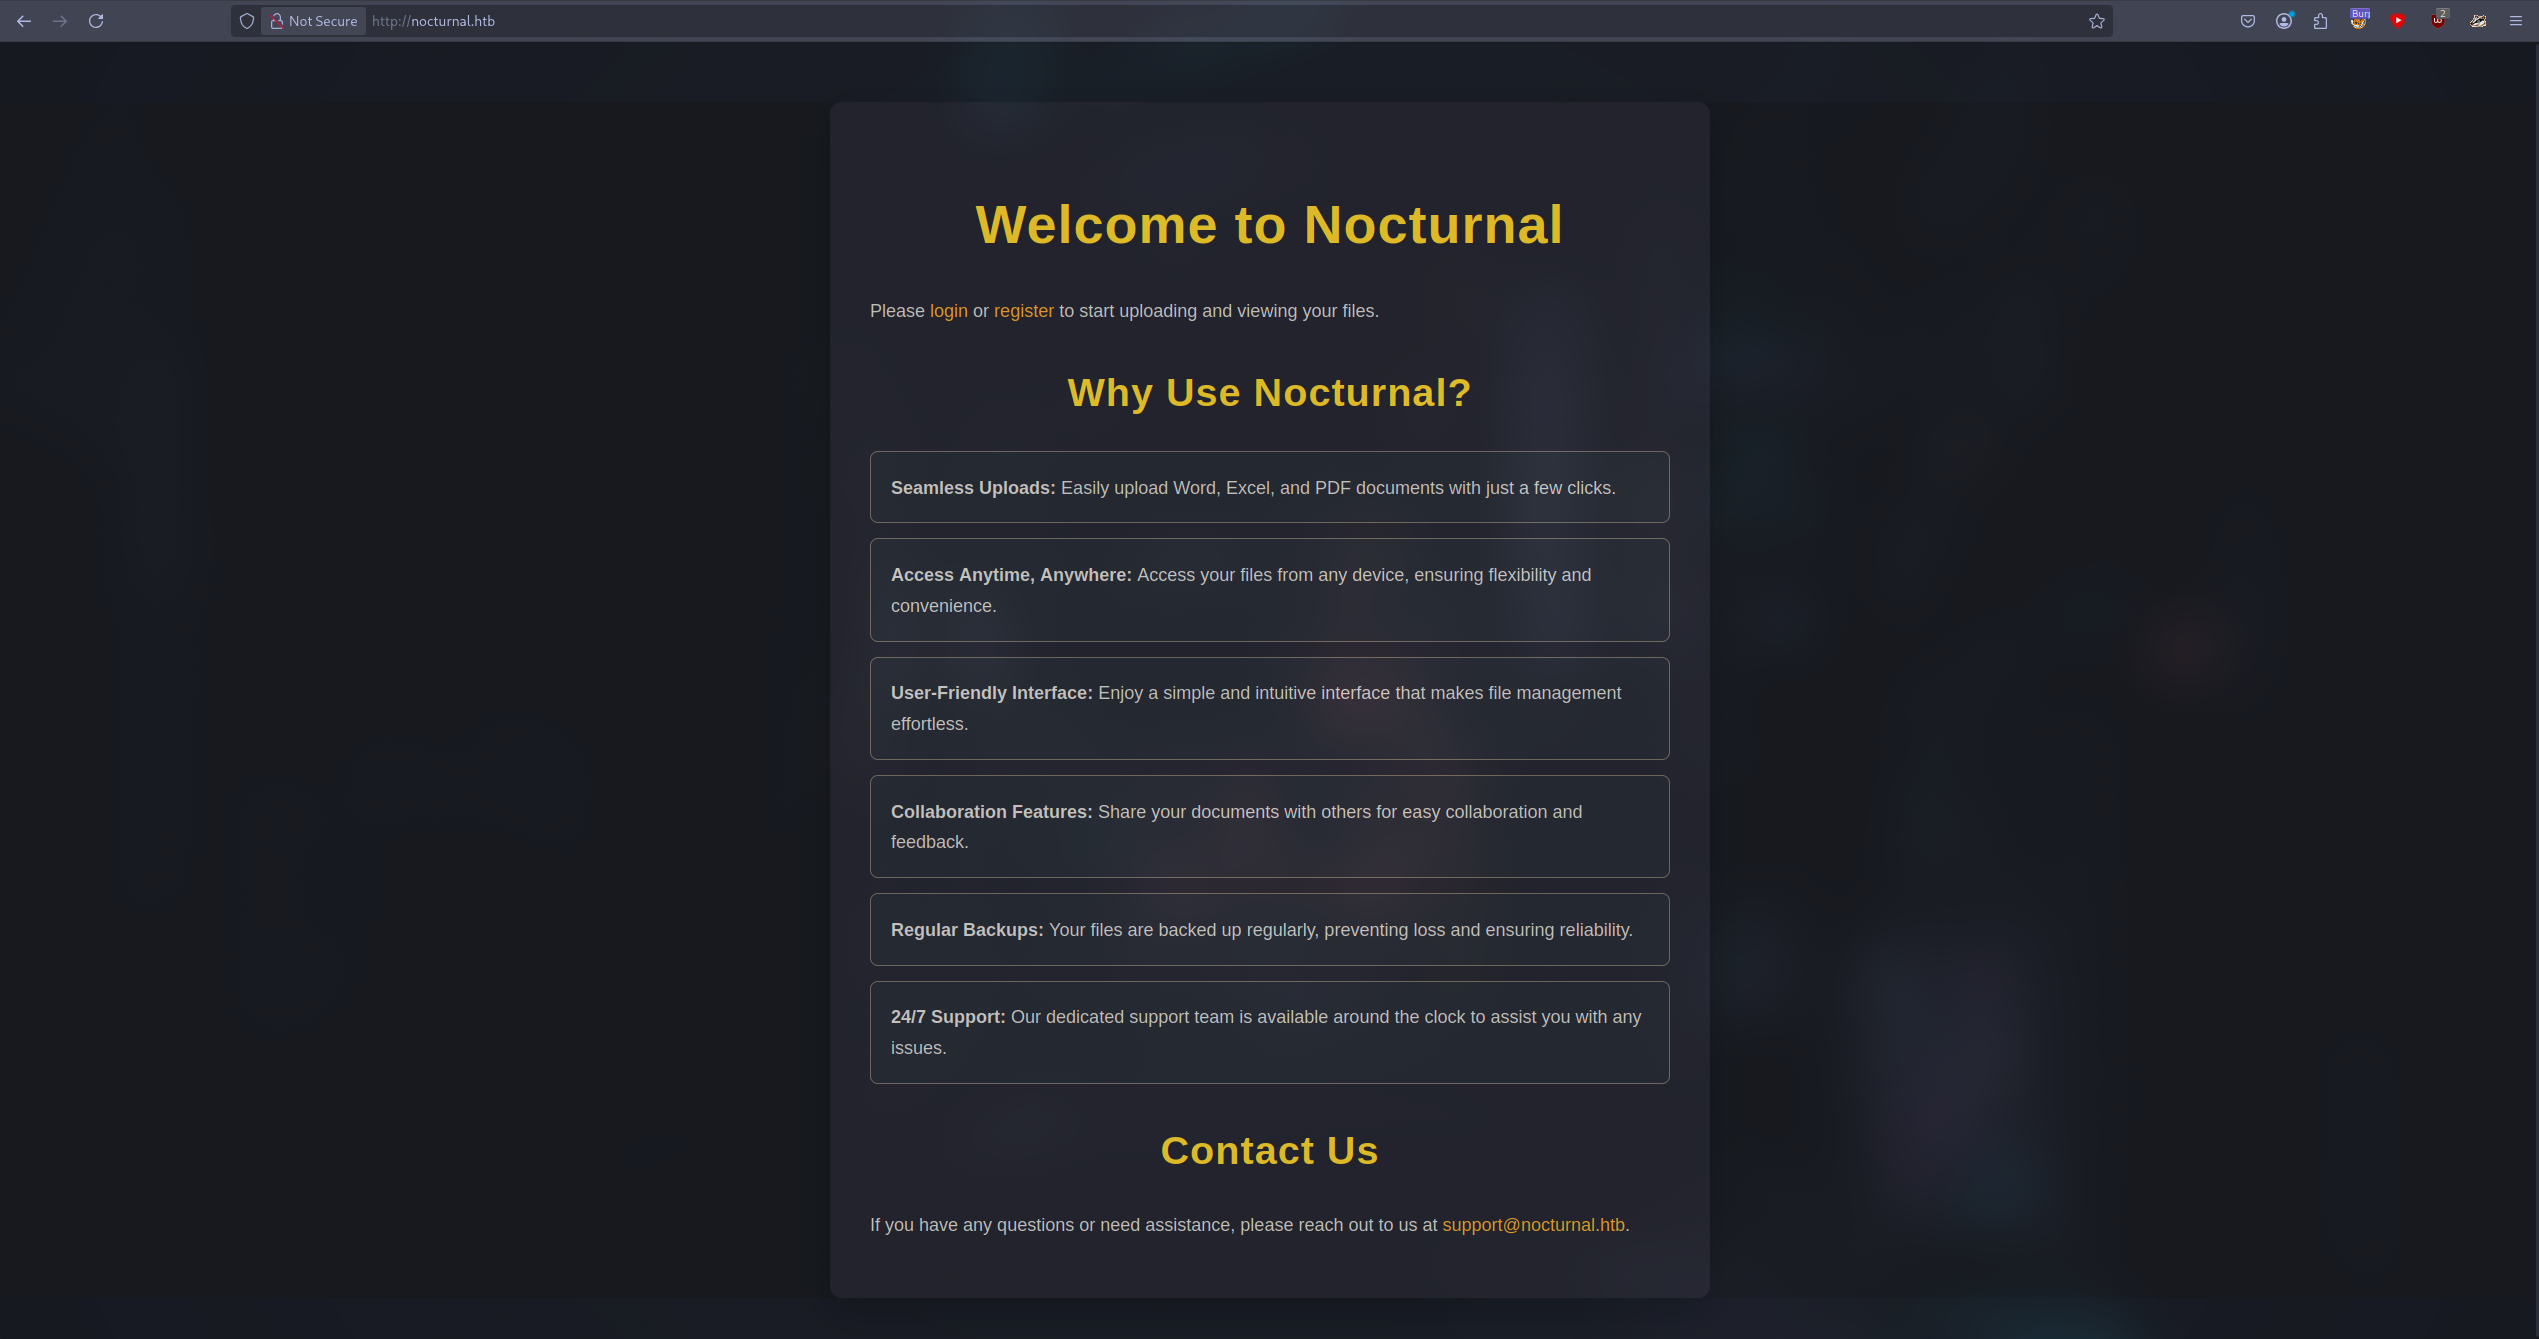 Not Secure http://nocturnal.htb
2
Welcome to Nocturnal
Please login or register to start uploading and viewing your files.
Why Use Nocturnal?
Seamless Uploads: Easily upload Word, Excel, and PDF documents with just a few clicks.
Access Anytime, Anywhere: Access your files from any device, ensuring flexibility and
convenience.
User-Friendly Interface: Enjoy a simple and intuitive interface that makes file management
effortless.
Collaboration Features: Share your documents with others for easy collaboration and
feedback.
Regular Backups: Your files are backed up regularly, preventing loss and ensuring reliability.
24/7 Support: Our dedicated support team is available around the clock to assist you with any
issues.
Contact Us
If you have any questions or need assistance, please reach out to us at support@nocturnal.htb.